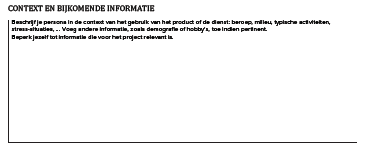 CONTEXT EN BIJKOMENDE INFORMATIE
Beschrijf je persona in de context van het gebruik van het product of de dienst: beroep, milieu, typische activiteiten,
stress-situaties, ... Voeg andere informatie, zoals demografie of hobby's, toe indien pertinent.
Beperk jezelf tot informatie die voor het project relevant is.